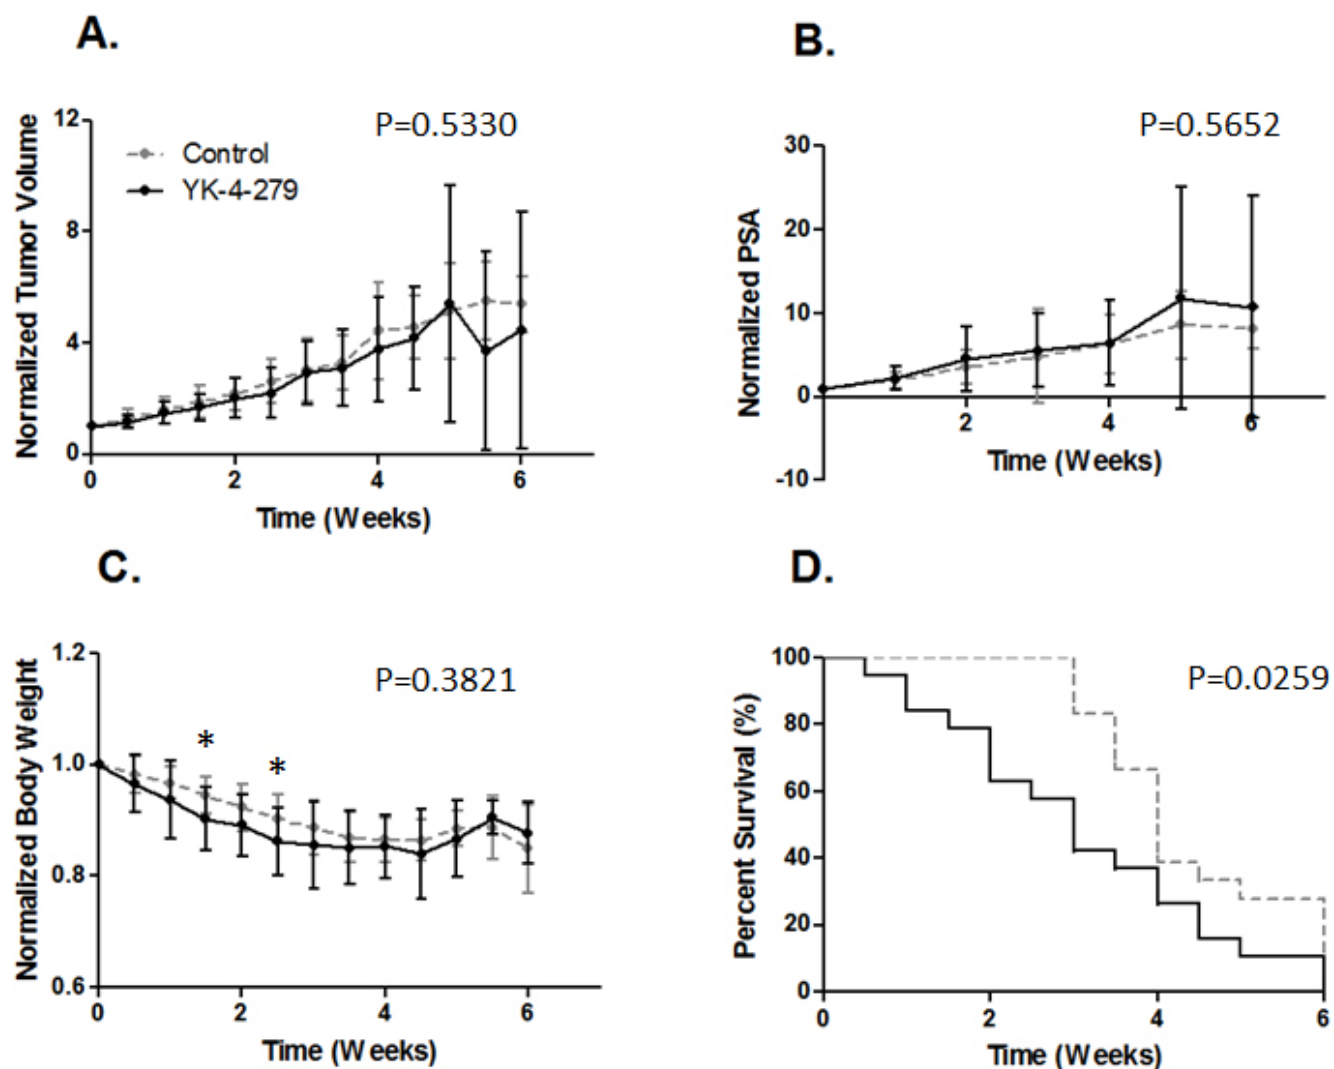 A.
P=0.5330
Control
YK-4-279
Normalized Tumor Volume
12
8
4
0
0 2 4 6
Time (Weeks)
B.
P=0.5652
Normalized PSA
30
20
10
0
-10
2 4 6
Time (Weeks)
C.
P=0.3821
* *
Normalized Body Weight
1.2
1.0
0.8
0.6
0 2 4 6
Time (Weeks)
D.
P=0.0259
Percent Survival (%)
100
80
60
40
20
0
0 2 4 6
Time (Weeks)